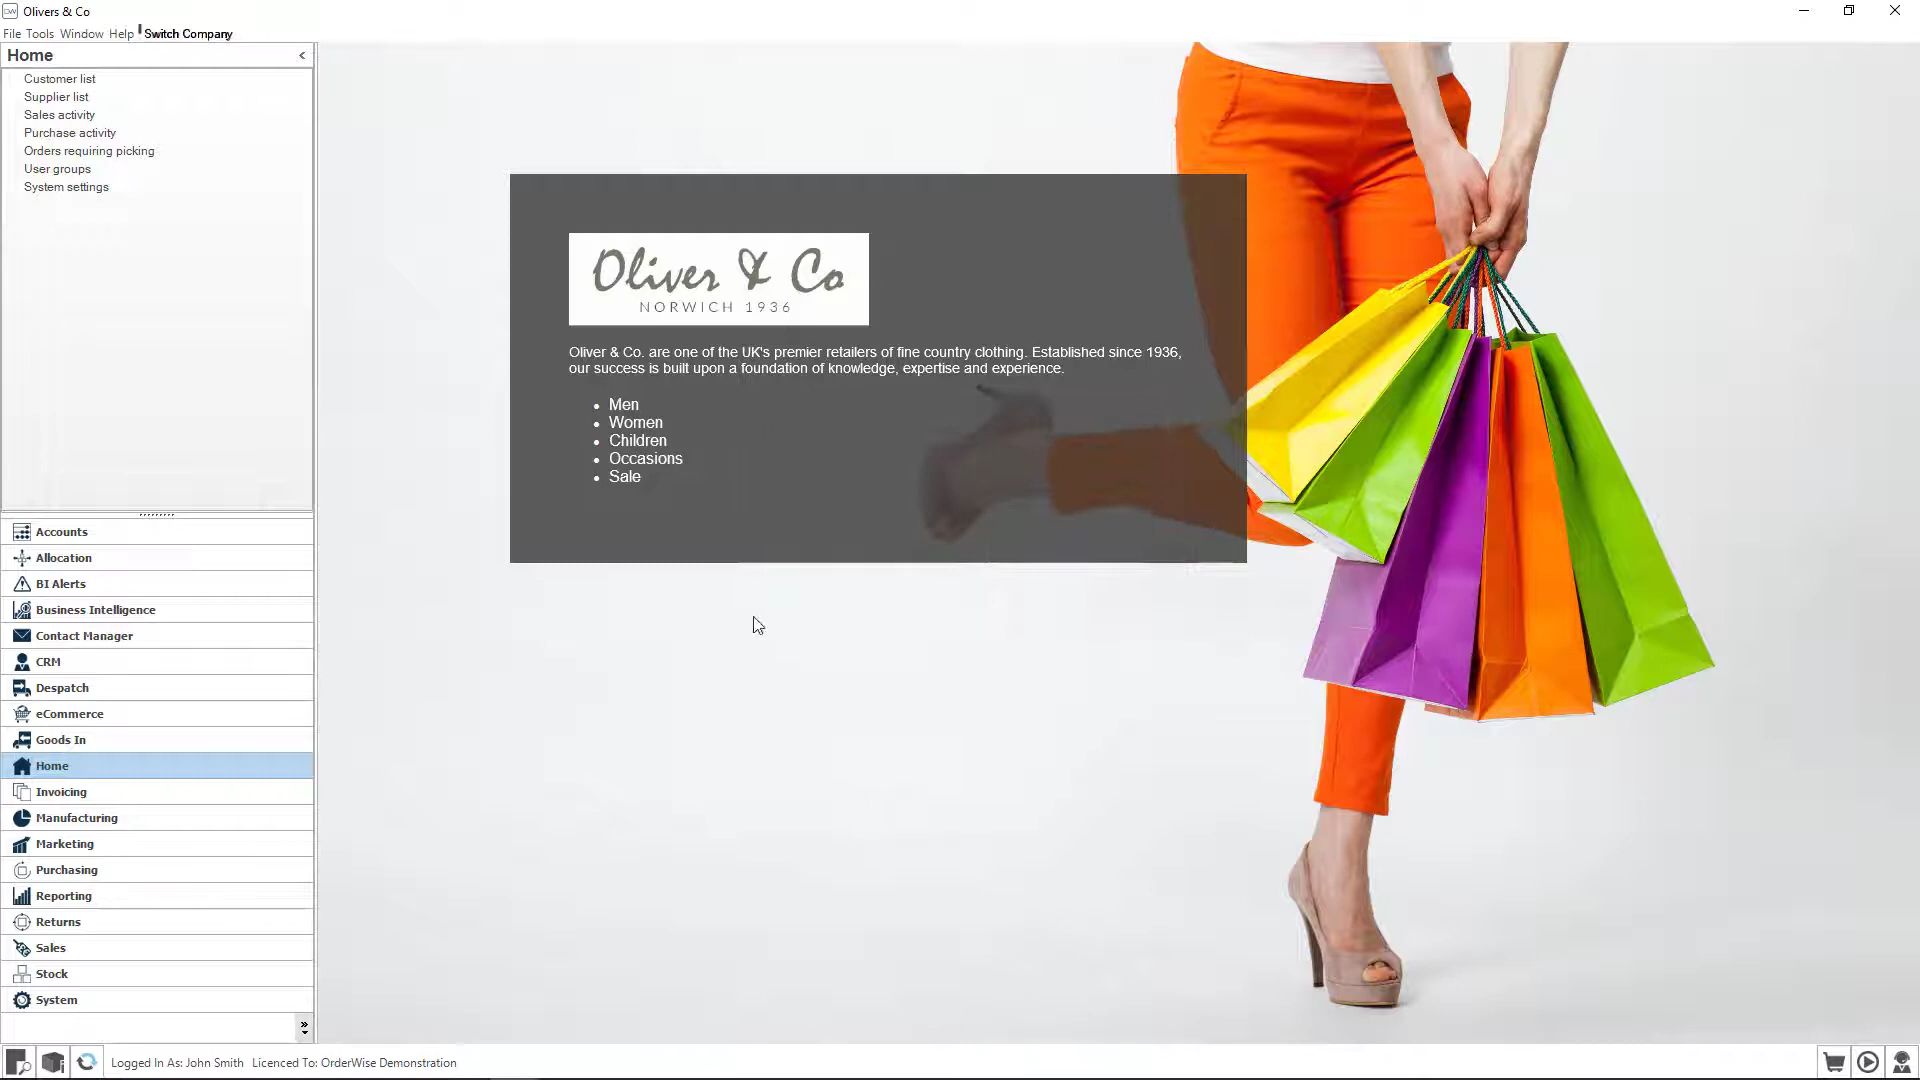 Olivers & Co
File Tools Window Help Switch Company
Home
Customer list
Supplier list
Sales activity
Purchase activity
Orders requiring picking
User groups
System settings
Oliver & Co
NORWICH 1936
Oliver & Co. are one of the UK's premier retailers of fine country clothing. Established since 1936,
our success is built upon a foundation of knowledge, expertise and experience.
• Men
• Women
• Children
• Occasions
• Sale
Accounts
Allocation
BI Alerts
Business Intelligence
Contact Manager
CRM
Despatch
eCommerce
Goods In
Home
Invoicing
Manufacturing
Marketing
Purchasing
Reporting
Returns
Sales
Stock
System
Logged In As: John Smith Licenced To: OrderWise Demonstration